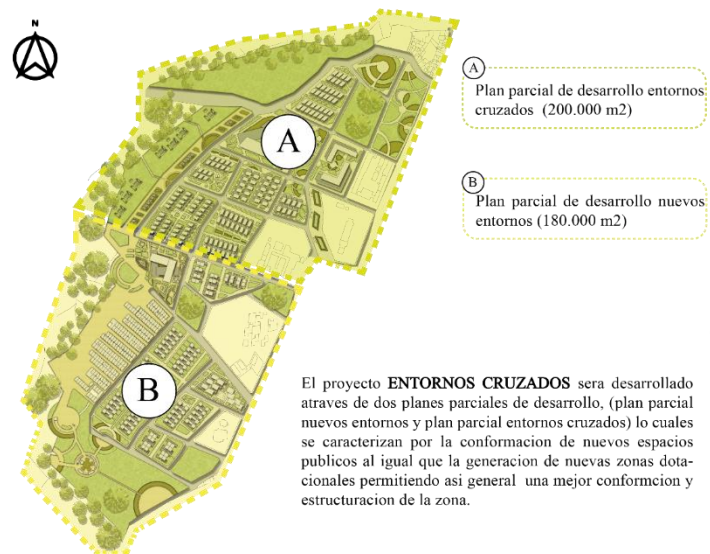 N
A
B
A
Plan parcial de desarrollo entornos
cruzados (200.000 m2)
B
Plan parcial de desarrollo nuevos
entornos (180.000 m2)
El proyecto ENTORNOS CRUZADOS sera desarrollado
atraves de dos planes parciales de desarrollo, (plan parcial
nuevos entornos y plan parcial entornos cruzados) lo cuales
se caracterizan por la conformacion de nuevos espacios
publicos al igual que la generacion de nuevas zonas dota-
cionales permitiendo asi general una mejor conformcion y
estructuracion de la zona.